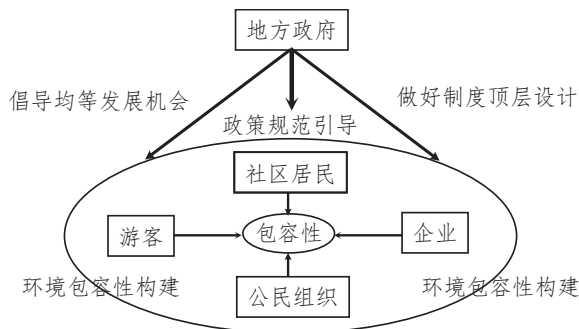 地方政府
倡导均等发展机会
做好制度顶层设计
政策规范引导
社区居民
游客
包容性
企业
环境包容性构建
环境包容性构建
公民组织